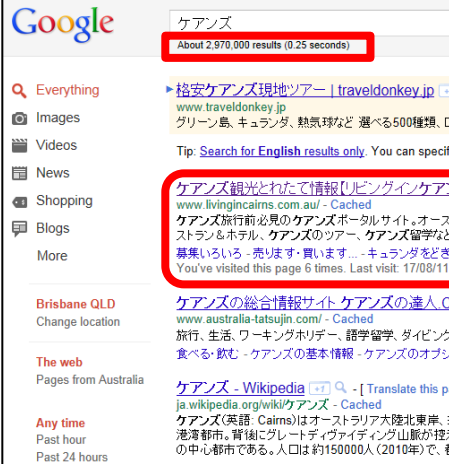 Google
ケアンズ
About 2,970,000 results (0.25 seconds)
Everything
Images
Videos
News
Shopping
Blogs
More
Brisbane QLD
Change location
The web
Pages from Australia
Any time
Past hour
Past 24 hours
格安ケアンズ現地ツアー | traveldonkey.jp
www.traveldonkey.jp
グリーン島、キュランダ、熱気球など 選べる500種類、
Tip: Search for English results only. You can specif
ケアンズ観光とれたて情報【リビングインケアン
www.livingincairns.com.au/ - Cached
ケアンズ旅行前必見のケアンズポータルサイト。オース
ストラン＆ホテル、ケアンズのツアー、ケアンズ留学など
募集いろいろ - 売ります・買います... - キュランダをどき
You've visited this page 6 times. Last visit: 17/08/11
ケアンズの総合情報サイト ケアンズの達人
www.australia-tatsujin.com/ - Cached
旅行、生活、ワーキングホリデー、語学留学、ダイビング
食べる・飲む - ケアンズの基本情報 - ケアンズのオプシ
ケアンズ - Wikipedia - [ Translate this p
ja.wikipedia.org/wiki/ケアンズ - Cached
ケアンズ(英語: Cairns)はオーストラリア大陸北東岸、
港湾都市。背後にグレートディヴァイディング山脈が控
の中心都市である。人口は約150000人(2010年)で、